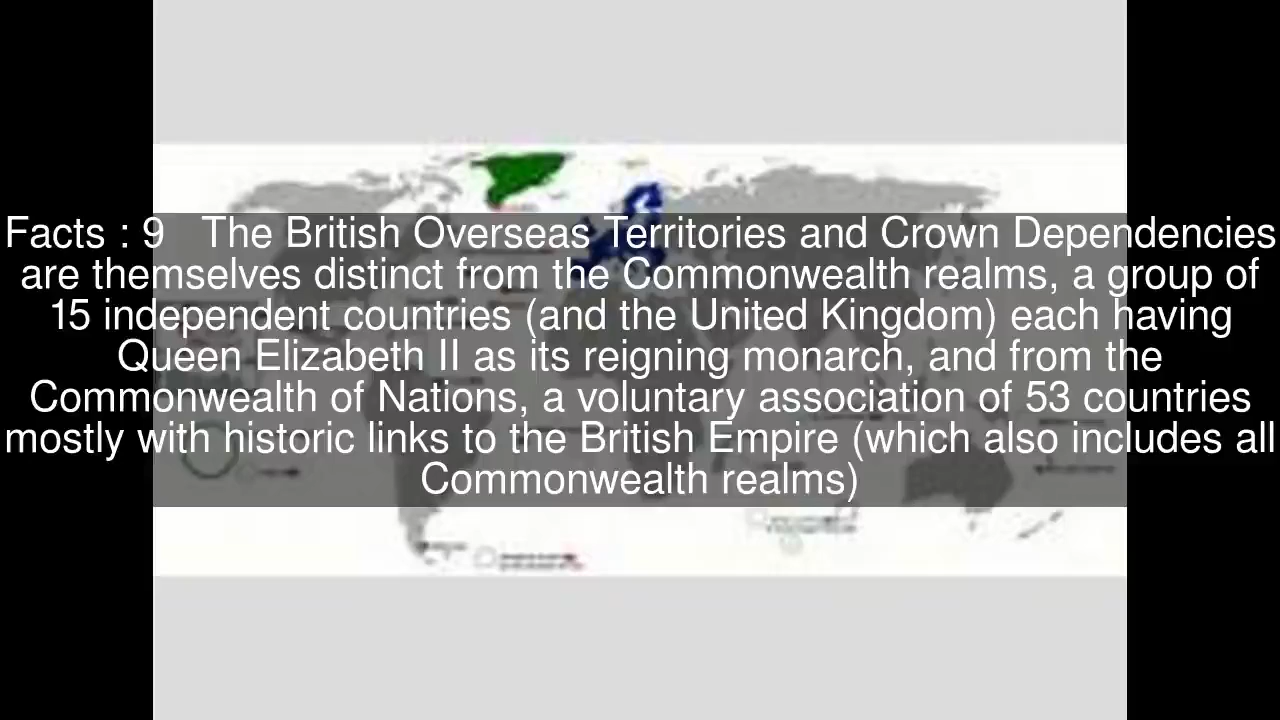 Facts : 9   The British Overseas Territories and Crown Dependencies
are themselves distinct from the Commonwealth realms, a group of
15 independent countries (and the United Kingdom) each having
Queen Elizabeth II as its reigning monarch, and from the
Commonwealth of Nations, a voluntary association of 53 countries
mostly with historic links to the British Empire (which also includes all
Commonwealth realms)